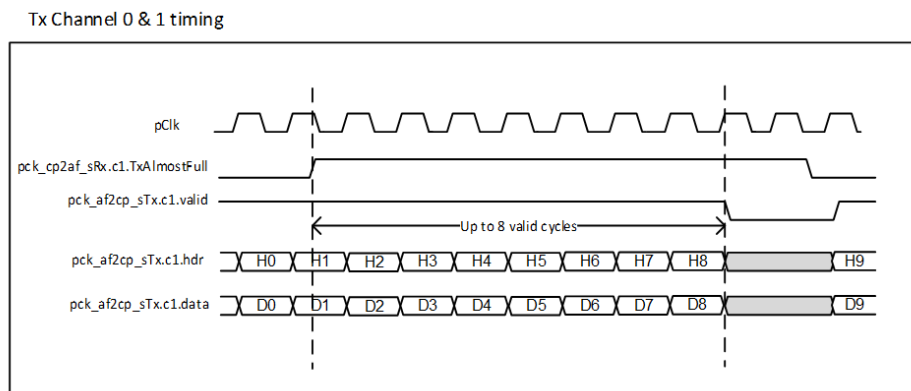 Tx Channel 0 & 1 timing
pClk
pck_cp2af_sRx.c1.TxAlmostFull
pck_af2cp_sTx.c1.valid
Up to 8 valid cycles
pck_af2cp_sTx.c1.hdr H0 H1 H2 H3 H4 H5 H6 H7 H8 H9
pck_af2cp_sTx.c1.data D0 D1 D2 D3 D4 D5 D6 D7 D8 D9